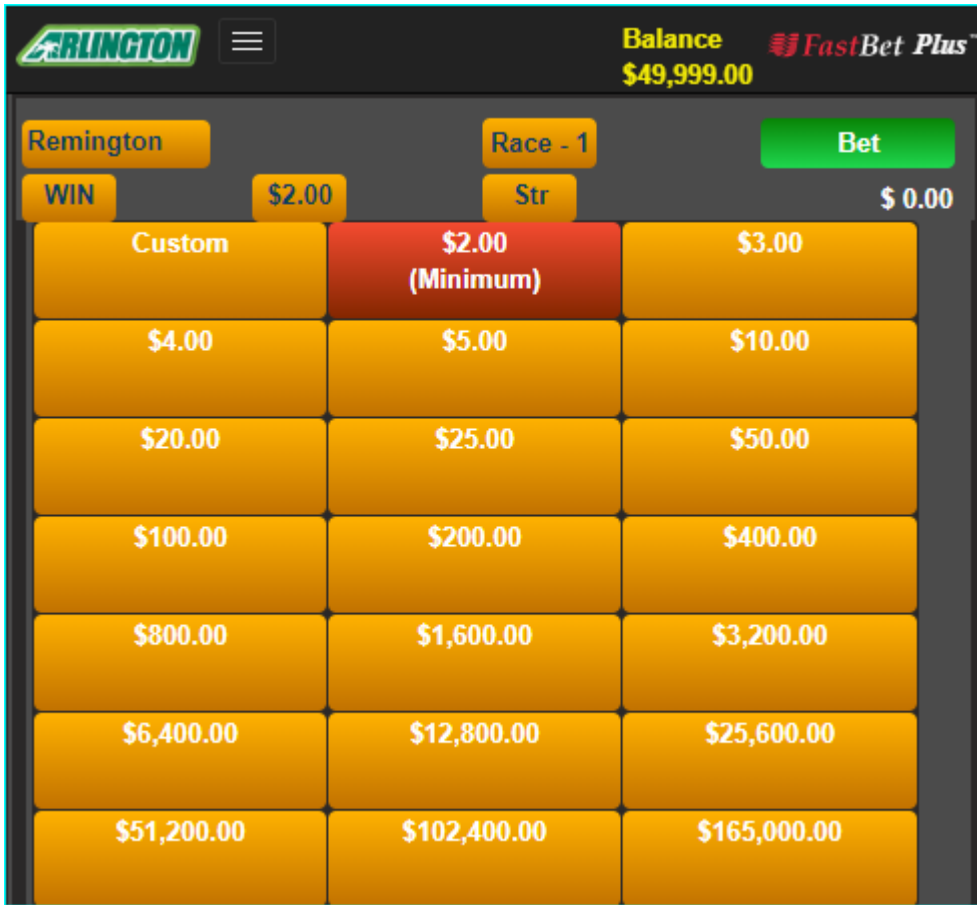 ARLINGTON
Balance
$49,999.00
FastBet Plus™
Remington
Race - 1
Bet
WIN
$2.00
Str
$ 0.00
Custom
$2.00
(Minimum)
$3.00
$4.00
$5.00
$10.00
$20.00
$25.00
$50.00
$100.00
$200.00
$400.00
$800.00
$1,600.00
$3,200.00
$6,400.00
$12,800.00
$25,600.00
$51,200.00
$102,400.00
$165,000.00